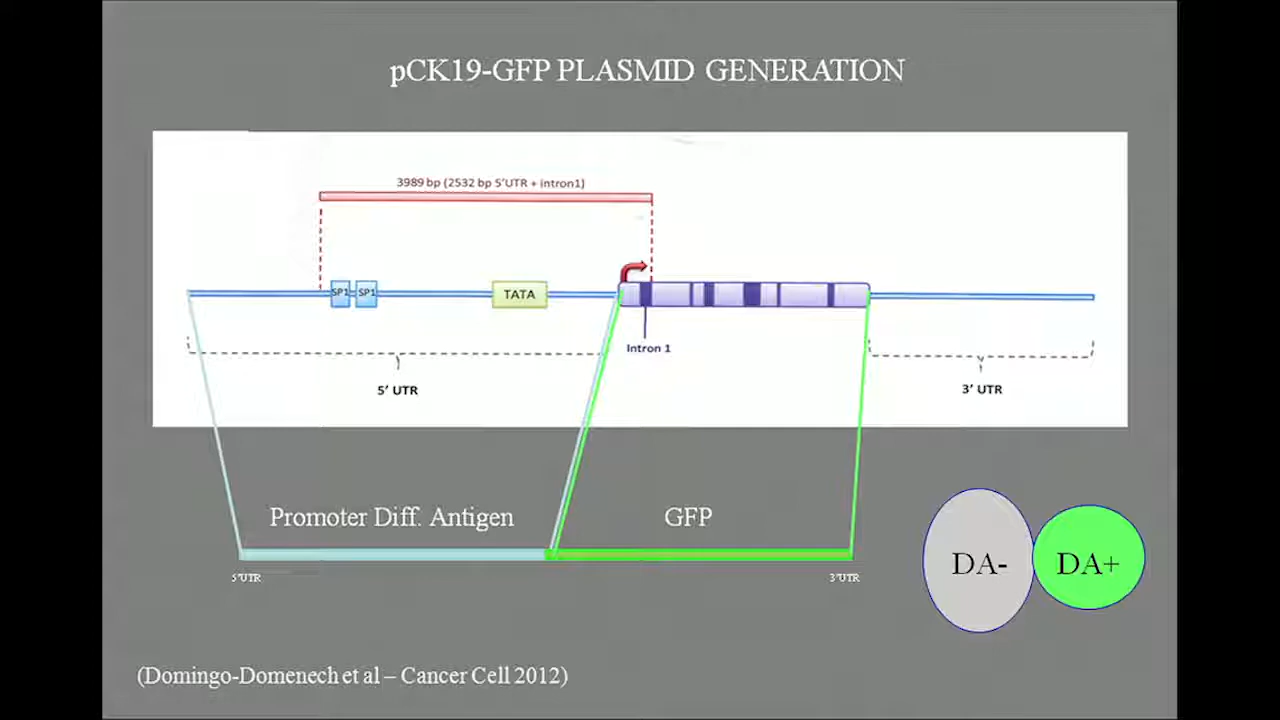 pCK19-GFP PLASMID GENERATION
3989 bp (2532 bp 5'UTR + intron1)
SP1 SP1 TATA
Intron 1
5' UTR
3' UTR
Promoter Diff. Antigen
GFP
5'UTR
3'UTR
DA- DA+
(Domingo-Domenech et al – Cancer Cell 2012)